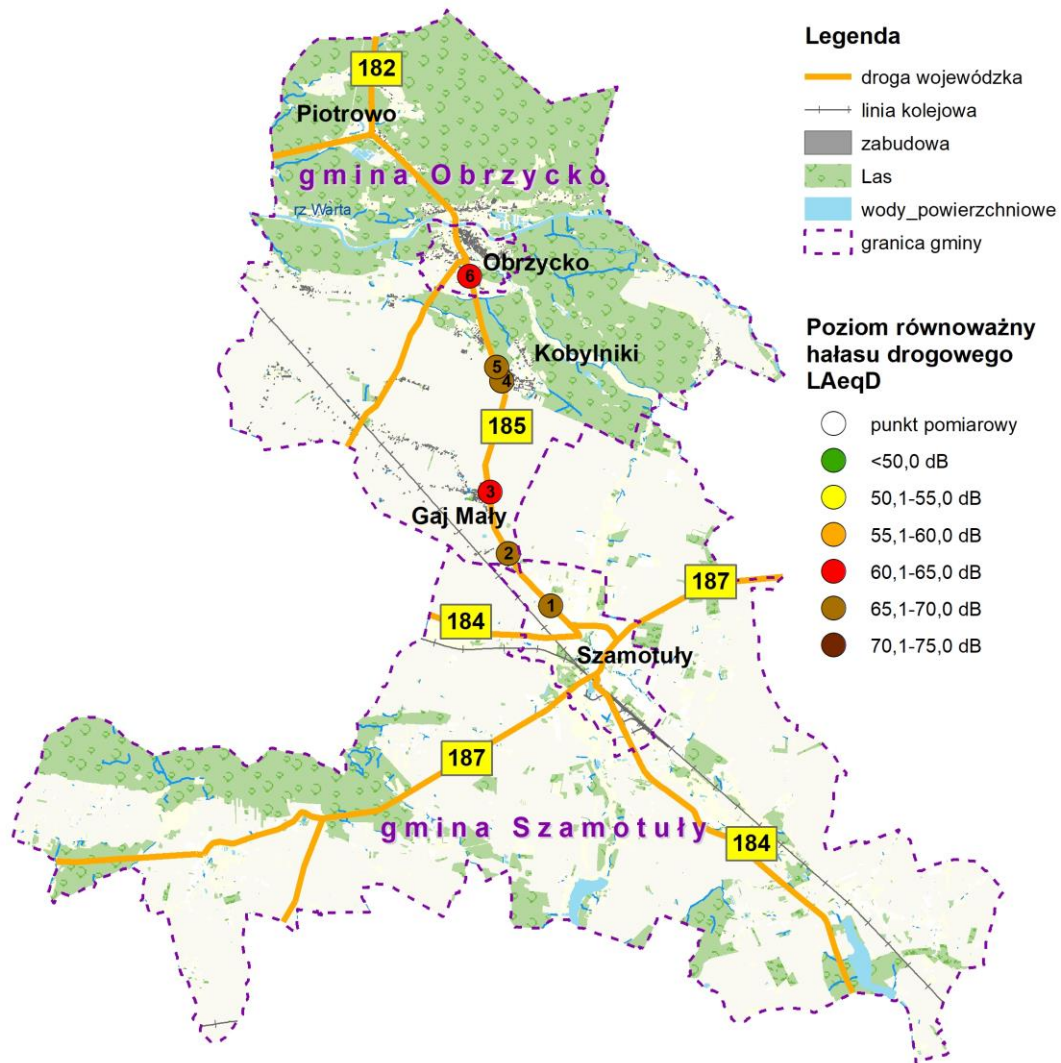 182
Piotrowo
gmina Obrzycko
rz Warta
Obrzycko
6
Kobylniki
5
4
185
3
Gaj Mały
2
187
1
184
Szamotuły
187
gmina Szamotuły
184
Legenda
droga wojewódzka
linia kolejowa
zabudowa
Las
wody_powierzchniowe
granica gminy
Poziom równoważny
hałasu drogowego
LAeqD
punkt pomiarowy
<50,0 dB
50,1-55,0 dB
55,1-60,0 dB
60,1-65,0 dB
65,1-70,0 dB
70,1-75,0 dB